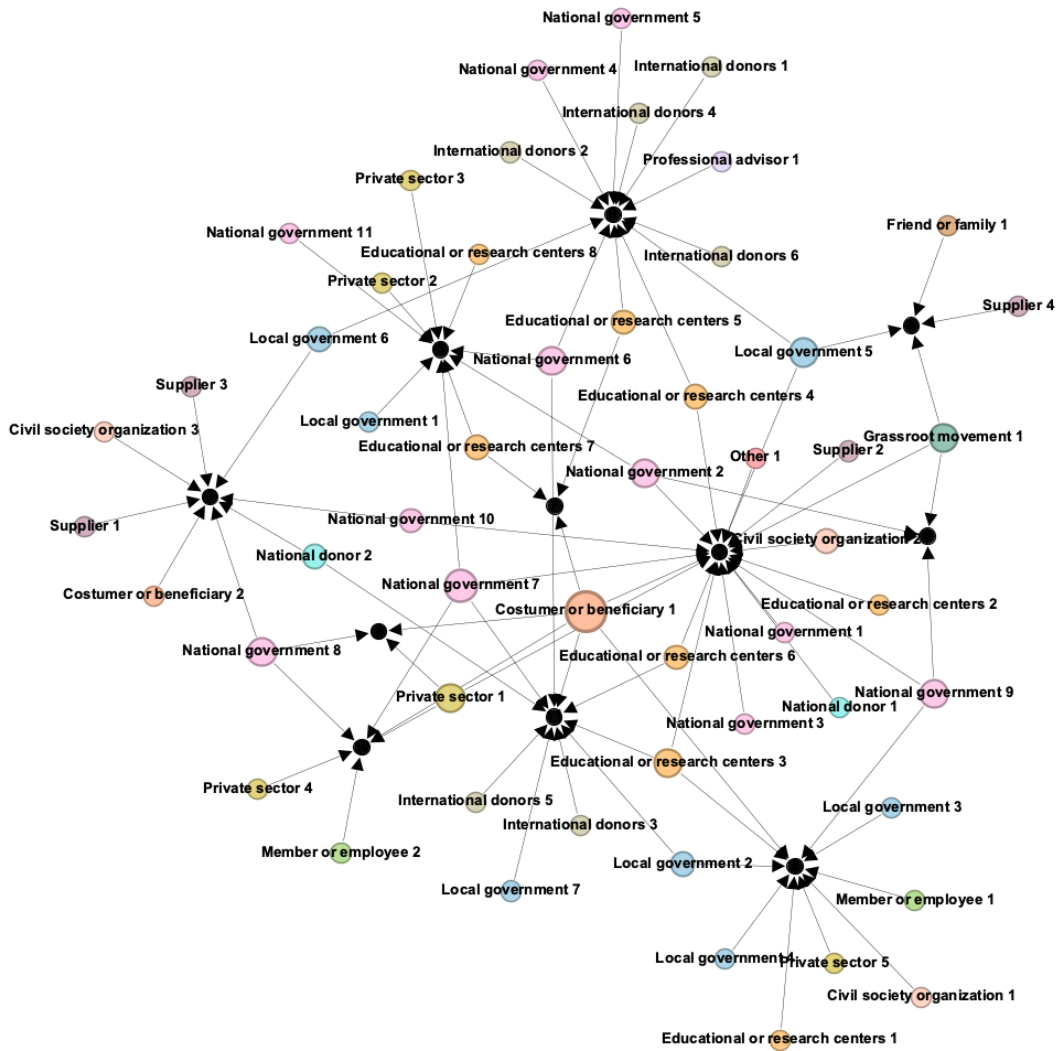 National government 5
National government 4
International donors 1
International donors 4
International donors 2
Professional advisor 1
Private sector 3
Friend or family 1
National government 11
Educational or research centers 8
International donors 6
Private sector 2
Supplier 4
Educational or research centers 5
Local government 6
National government 6
Local government 5
Supplier 3
Educational or research centers 4
Local government 1
Civil society organization 3
Grassroot movement 1
Educational or research centers 7
Supplier 2
Other 1
National government 2
National government 10
Supplier 1
Civil society organization 2
National donor 2
National government 7
Costumer or beneficiary 2
Educational or research centers 2
Costumer or beneficiary 1
National government 1
National government 8
Educational or research centers 6
National government 9
Private sector 1
National donor 1
National government 3
Educational or research centers 3
Private sector 4
International donors 5
Local government 3
International donors 3
Member or employee 2
Local government 2
Local government 7
Member or employee 1
Local government 4
Private sector 5
Civil society organization 1
Educational or research centers 1